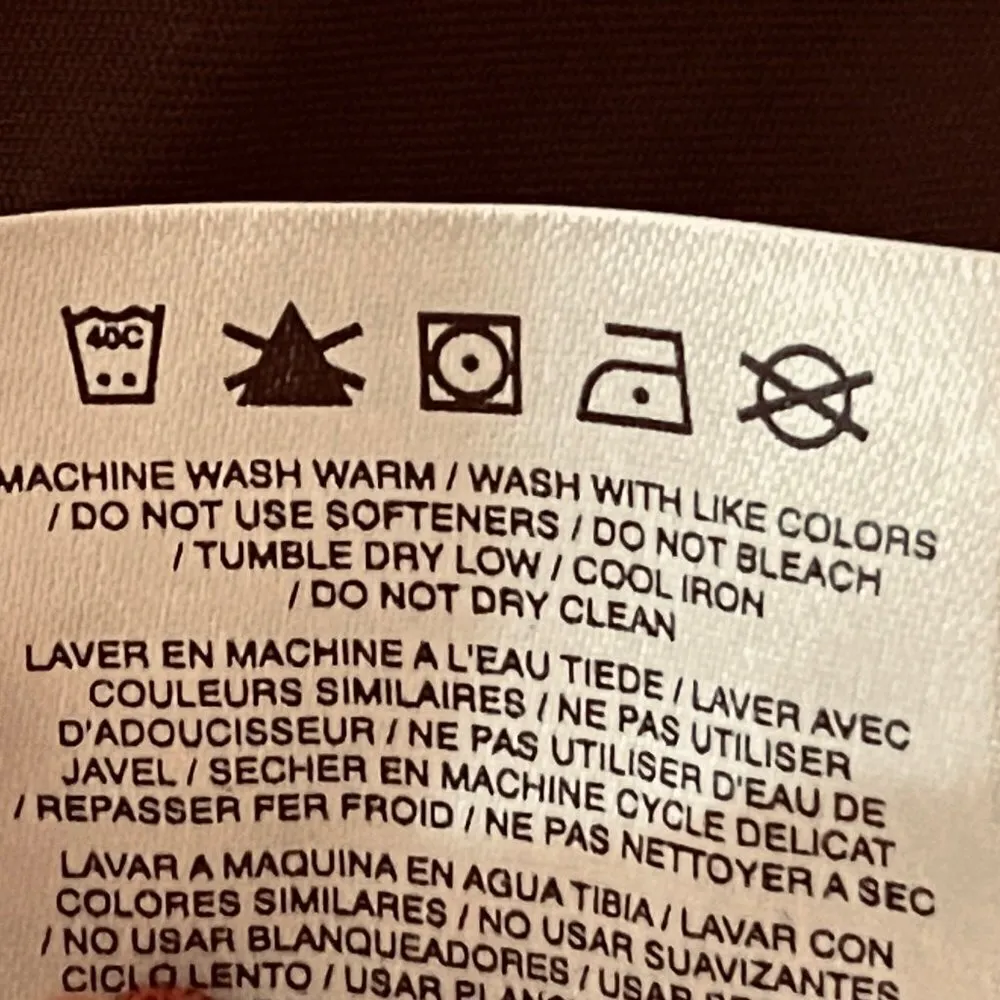 40C
MACHINE WASH WARM / WASH WITH LIKE COLORS
/ DO NOT USE SOFTENERS / DO NOT BLEACH
/ TUMBLE DRY LOW / COOL IRON
/ DO NOT DRY CLEAN
LAVER EN MACHINE A L'EAU TIEDE / LAVER AVEC
COULEURS SIMILAIRES / NE PAS UTILISER
D'ADOUCISSEUR / NE PAS UTILISER D'EAU DE
JAVEL / SECHER EN MACHINE CYCLE DELICAT
/ REPASSER FER FROID / NE PAS NETTOYER A SEC
LAVAR A MAQUINA EN AGUA TIBIA / LAVAR CON
COLORES SIMILARES / NO USAR SUAVIZANTES
/ NO USAR BLANQUEADORES / USAR
CICLO LENTO / USAR